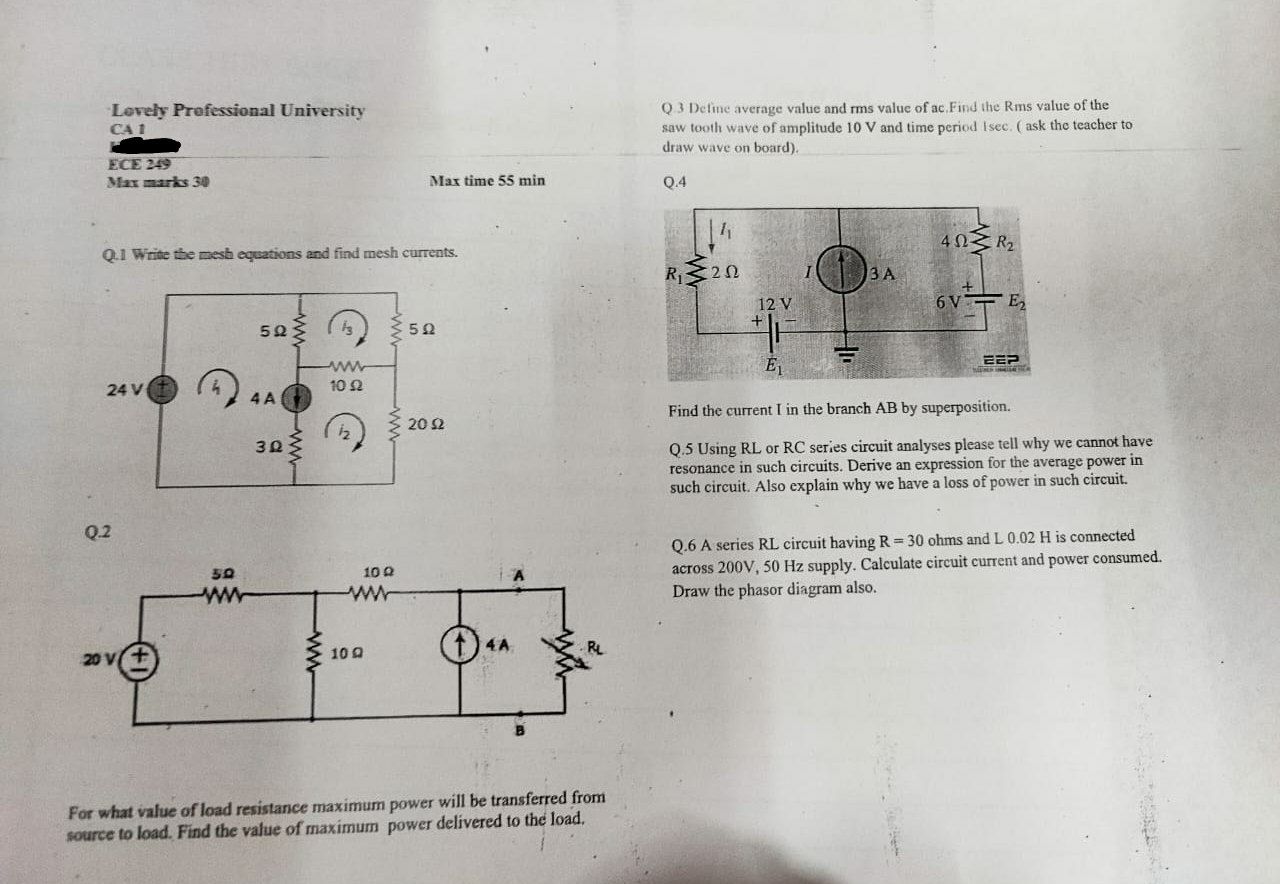 Lovely Professional University
CA 1
ECE 249
Max marks 30
Max time 55 min
Q.1 Write the mesh equations and find mesh currents.
5 Ω
i3
5 Ω
24 V
i1
4 A
10 Ω
3 Ω
i2
20 Ω
Q.2
5Ω
10 Ω
A
20 V
10 Ω
4 A
RL
B
For what value of load resistance maximum power will be transferred from
source to load. Find the value of maximum power delivered to the load.
Q.3 Define average value and rms value of ac.Find the Rms value of the
saw tooth wave of amplitude 10 V and time period 1sec. ( ask the teacher to
draw wave on board).
Q.4
I1
R1
2 Ω
I
3 A
4 Ω
R2
12 V
+
-
E1
+
6 V
-
E2
EEP
Find the current I in the branch AB by superposition.
Q.5 Using RL or RC series circuit analyses please tell why we cannot have
resonance in such circuits. Derive an expression for the average power in
such circuit. Also explain why we have a loss of power in such circuit.
Q.6 A series RL circuit having R = 30 ohms and L 0.02 H is connected
across 200V, 50 Hz supply. Calculate circuit current and power consumed.
Draw the phasor diagram also.